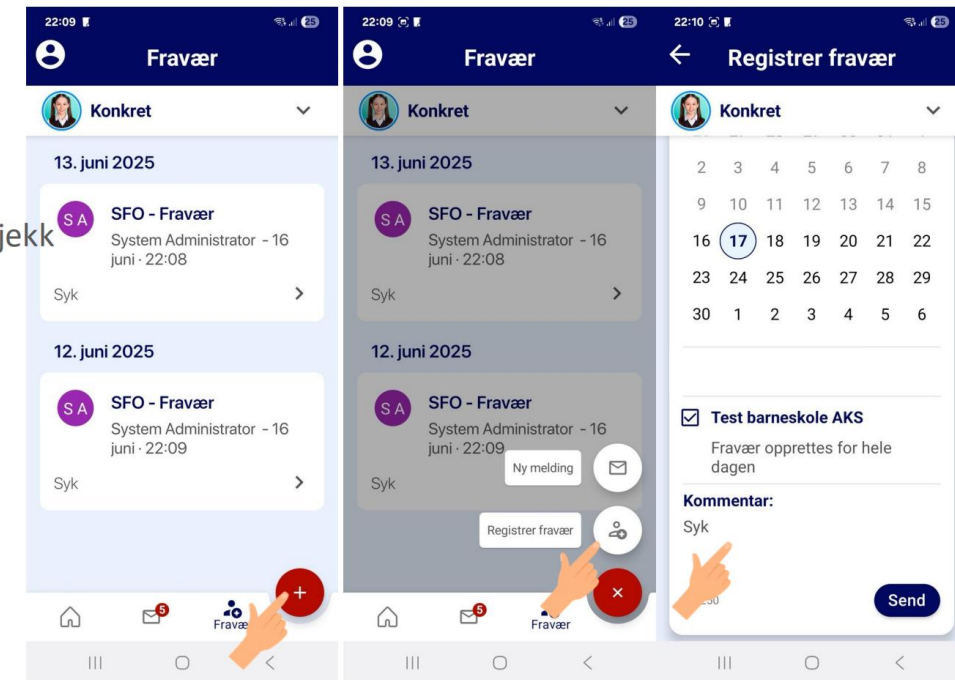 jekk
22:09
25
Fravær
Konkret
13. juni 2025
SA
SFO - Fravær
System Administrator - 16
juni · 22:08
Syk
12. juni 2025
SA
SFO - Fravær
System Administrator - 16
juni · 22:09
Syk
5
22:09
25
Fravær
Konkret
13. juni 2025
SA
SFO - Fravær
System Administrator - 16
juni · 22:08
Syk
12. juni 2025
SA
SFO - Fravær
System Administrator - 16
juni · 22:09
Ny melding
Syk
Registrer fravær
5
Fravær
22:10
25
Registrer fravær
Konkret
2 3 4 5 6 7 8
9 10 11 12 13 14 15
16 17 18 19 20 21 22
23 24 25 26 27 28 29
30 1 2 3 4 5 6
Test barneskole AKS
Fravær opprettes for hele
dagen
Kommentar:
Syk
Send